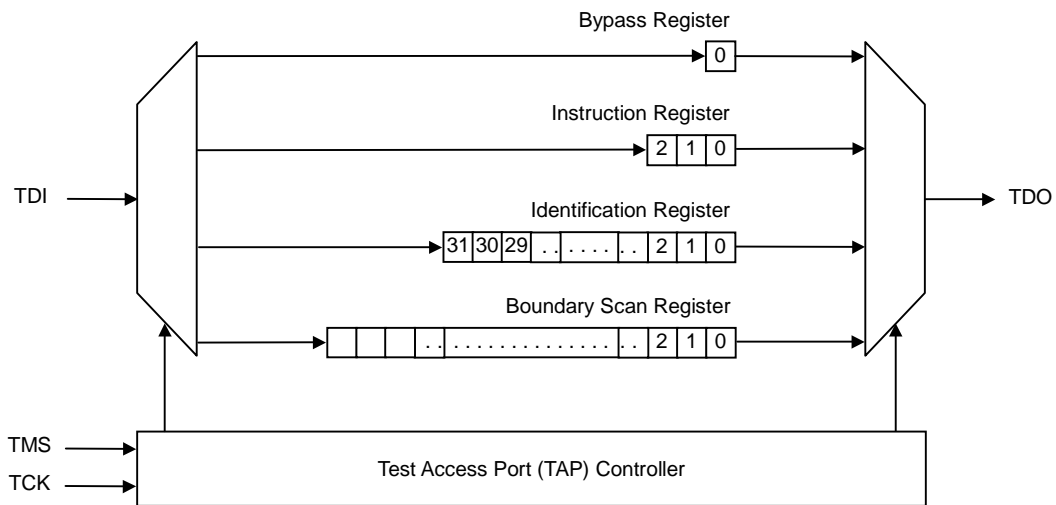 Bypass Register
0
Instruction Register
2 1 0
TDI
TDO
Identification Register
31 30 29 . . . . . . . . 2 1 0
Boundary Scan Register
. . . . . . . . . . . . . . . . . . 2 1 0
TMS
TCK
Test Access Port (TAP) Controller